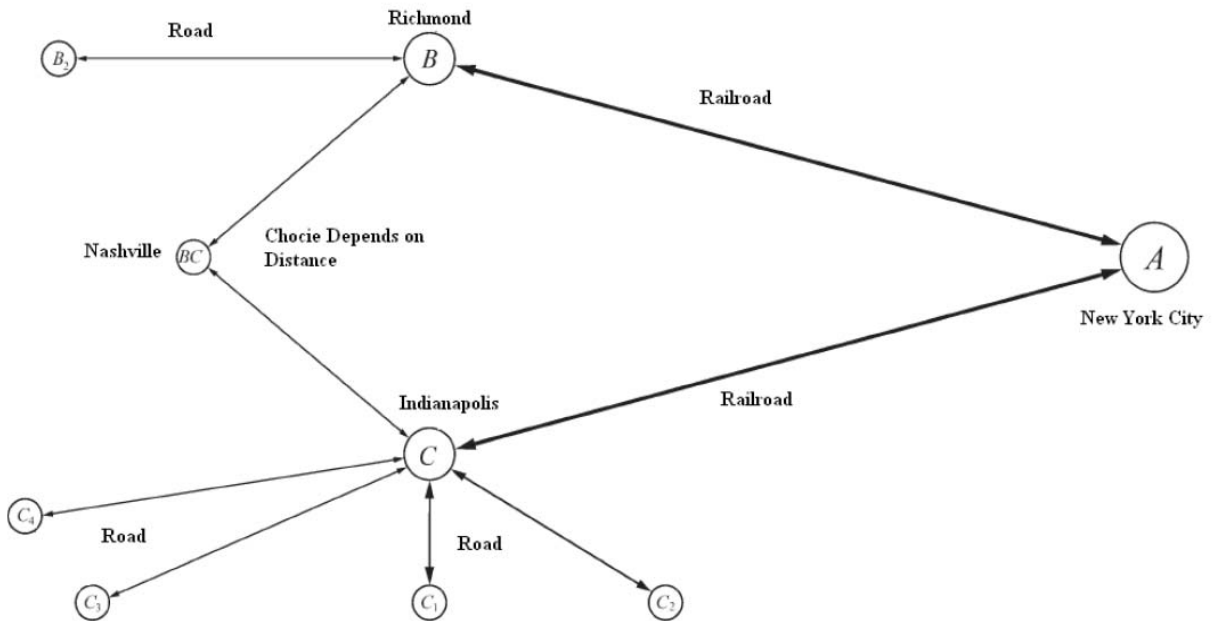 Richmond
Road
B₂
B
Railroad
Nashville
BC
Chocie Depends on
Distance
A
New York City
Indianapolis
Railroad
C
C₄
Road
Road
C₃
C₁
C₂